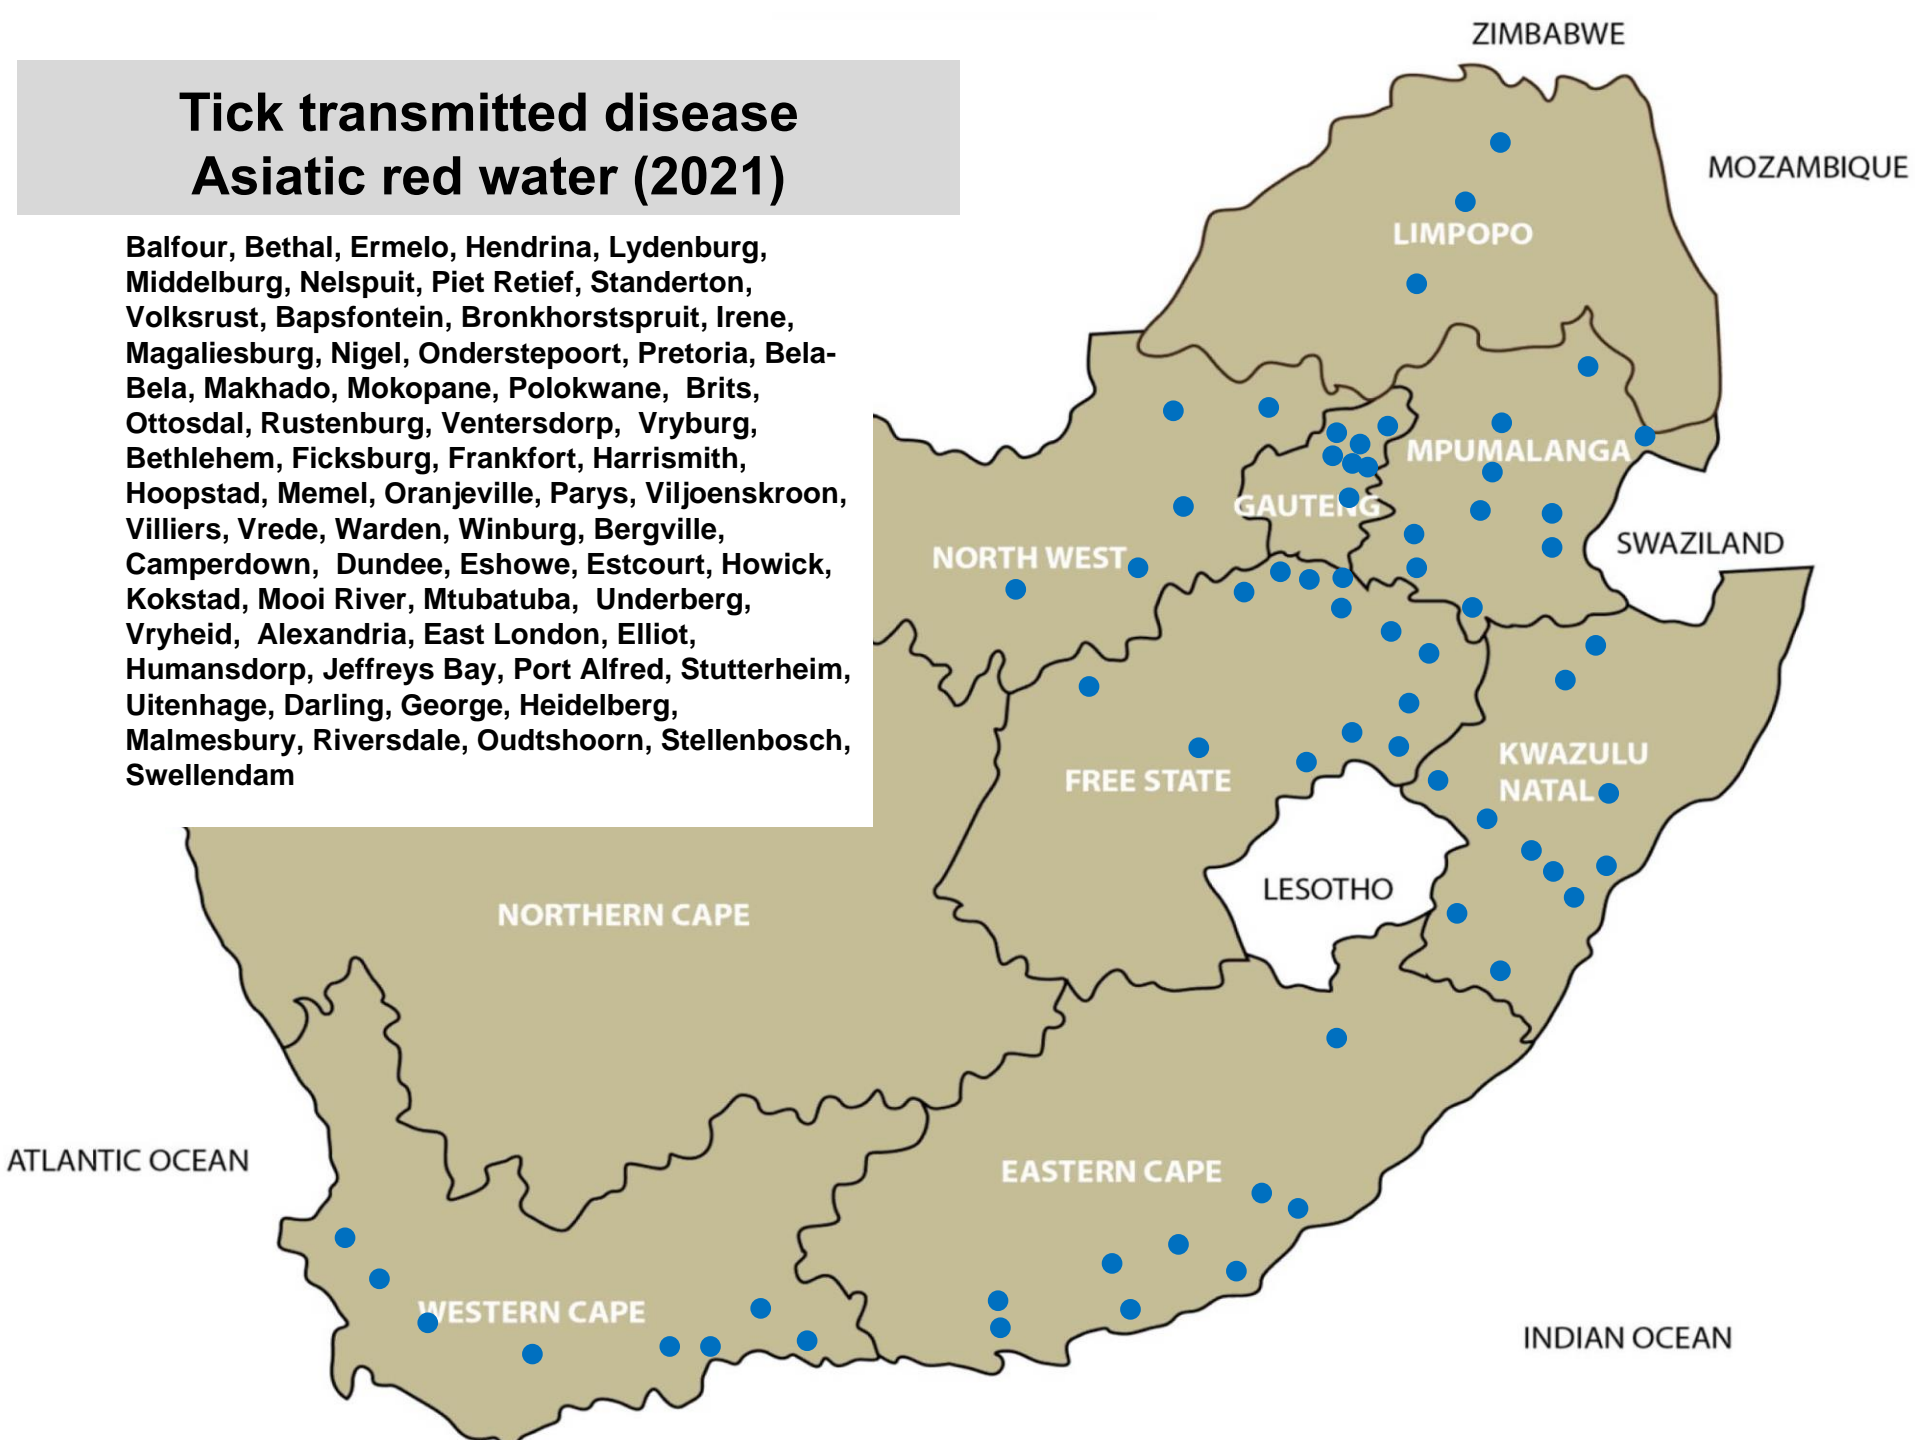 Tick transmitted disease
Asiatic red water (2021)
Balfour, Bethal, Ermelo, Hendrina, Lydenburg,
Middelburg, Nelspuit, Piet Retief, Standerton,
Volksrust, Bapsfontein, Bronkhorstspruit, Irene,
Magaliesburg, Nigel, Onderstepoort, Pretoria, Bela-
Bela, Makhado, Mokopane, Polokwane, Brits,
Ottosdal, Rustenburg, Ventersdorp, Vryburg,
Bethlehem, Ficksburg, Frankfort, Harrismith,
Hoopstad, Memel, Oranjeville, Parys, Viljoenskroon,
Villiers, Vrede, Warden, Winburg, Bergville,
Camperdown, Dundee, Eshowe, Estcourt, Howick,
Kokstad, Mooi River, Mtubatuba, Underberg,
Vryheid, Alexandria, East London, Elliot,
Humansdorp, Jeffreys Bay, Port Alfred, Stutterheim,
Uitenhage, Darling, George, Heidelberg,
Malmesbury, Riversdale, Oudtshoorn, Stellenbosch,
Swellendam
ZIMBABWE
MOZAMBIQUE
LIMPOPO
MPUMALANGA
GAUTENG
SWAZILAND
NORTH WEST
KWAZULU
NATAL
FREE STATE
LESOTHO
NORTHERN CAPE
ATLANTIC OCEAN
EASTERN CAPE
WESTERN CAPE
INDIAN OCEAN